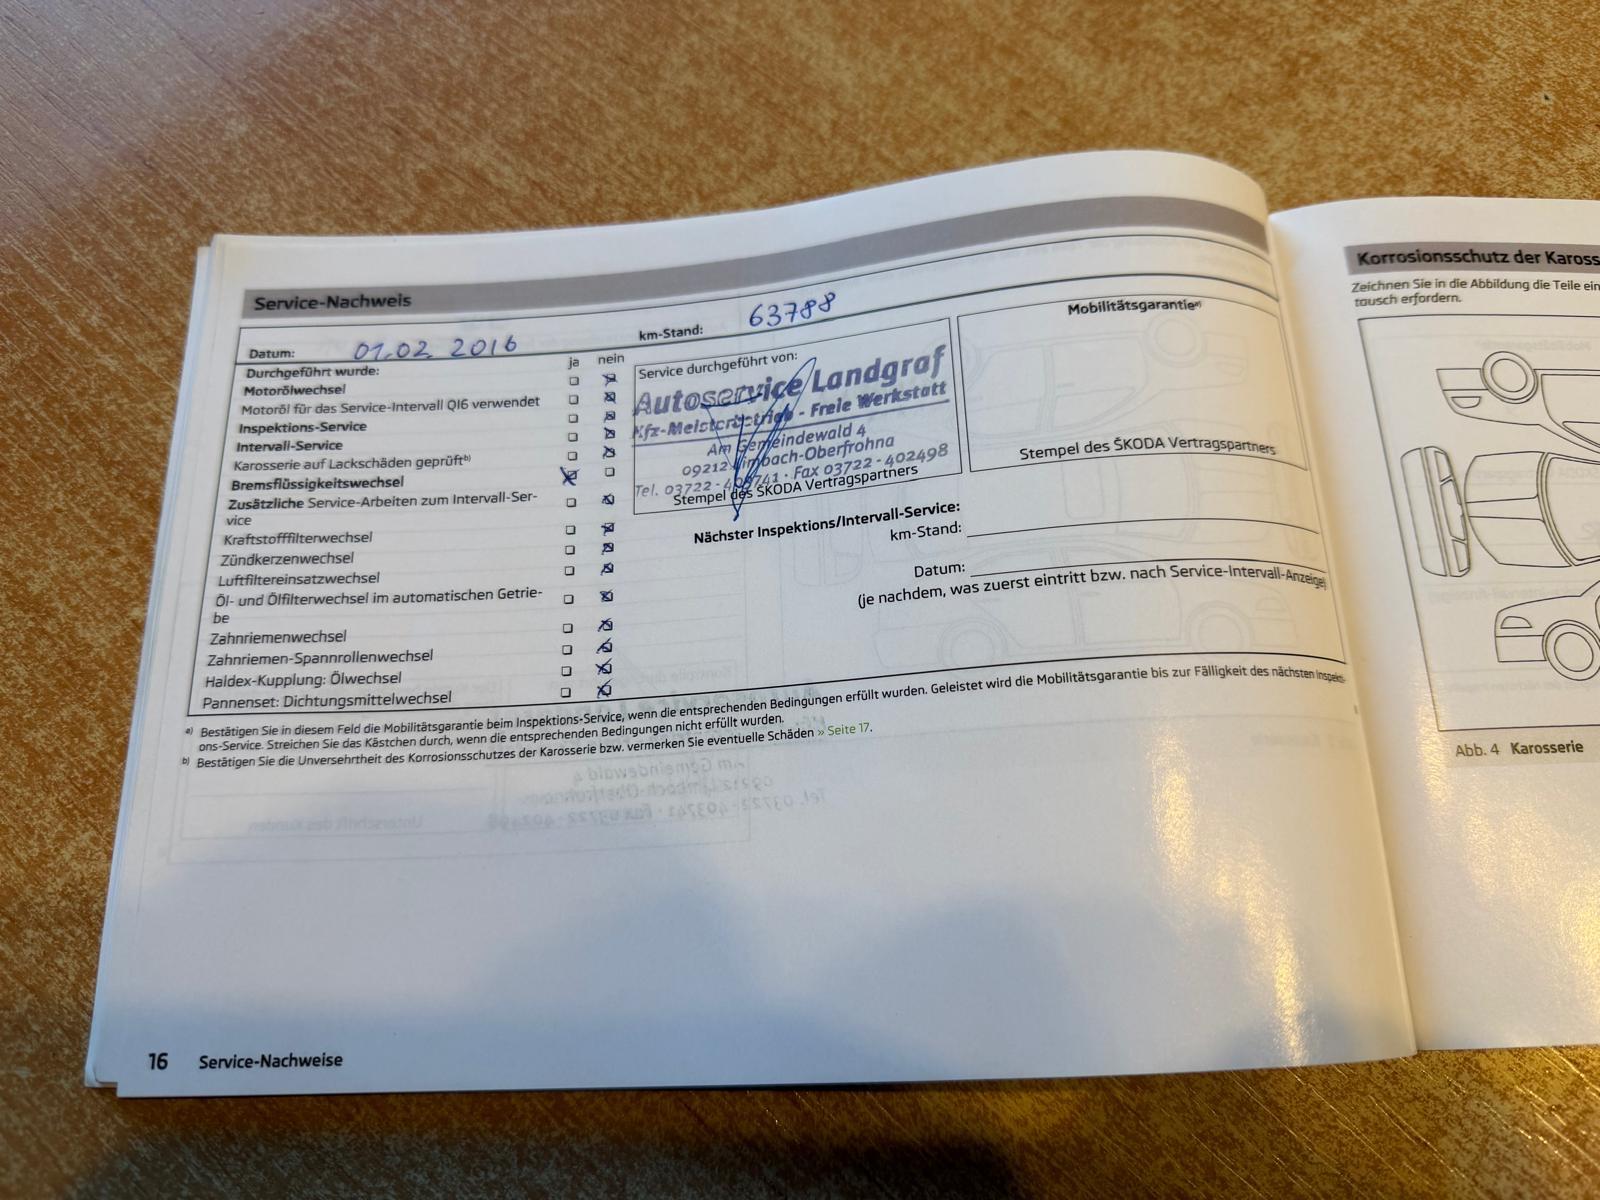 Service-Nachweis
Datum: 01.02. 2016 km-Stand: 63788
Durchgeführt wurde: ja nein
Motorölwechsel
Motoröl für das Service-Intervall QI6 verwendet
Inspektions-Service
Intervall-Service
Karosserie auf Lackschäden geprüft b)
Bremsflüssigkeitswechsel
Zusätzliche Service-Arbeiten zum Intervall-Ser-
vice
Kraftstofffilterwechsel
Zündkerzenwechsel
Luftfiltereinsatzwechsel
Öl- und Ölfilterwechsel im automatischen Getrie-
be
Zahnriemenwechsel
Zahnriemen-Spannrollenwechsel
Haldex-Kupplung: Ölwechsel
Pannenset: Dichtungsmittelwechsel
Service durchgeführt von:
Autoservice Landgraf
Kfz-Meisterbetrieb - Freie Werkstatt
Am Gemeindewald 4
09212 Limbach-Oberfrohna
Tel. 03722-403741 · Fax 03722-402498
Stempel des ŠKODA Vertragspartners
Mobilitätsgarantie a)
Stempel des ŠKODA Vertragspartners
Nächster Inspektions/Intervall-Service:
km-Stand:
Datum:
(je nachdem, was zuerst eintritt bzw. nach Service-Intervall-Anzeige)
a) Bestätigen Sie in diesem Feld die Mobilitätsgarantie beim Inspektions-Service, wenn die entsprechenden Bedingungen erfüllt wurden. Geleistet wird die Mobilitätsgarantie bis zur Fälligkeit des nächsten Inspekti-
ons-Service. Streichen Sie das Kästchen durch, wenn die entsprechenden Bedingungen nicht erfüllt wurden.
b) Bestätigen Sie die Unversehrtheit des Korrosionsschutzes der Karosserie bzw. vermerken Sie eventuelle Schäden » Seite 17.
16 Service-Nachweise
Korrosionsschutz der Kaross
Zeichnen Sie in die Abbildung die Teile ein
tausch erfordern.
Abb. 4 Karosserie